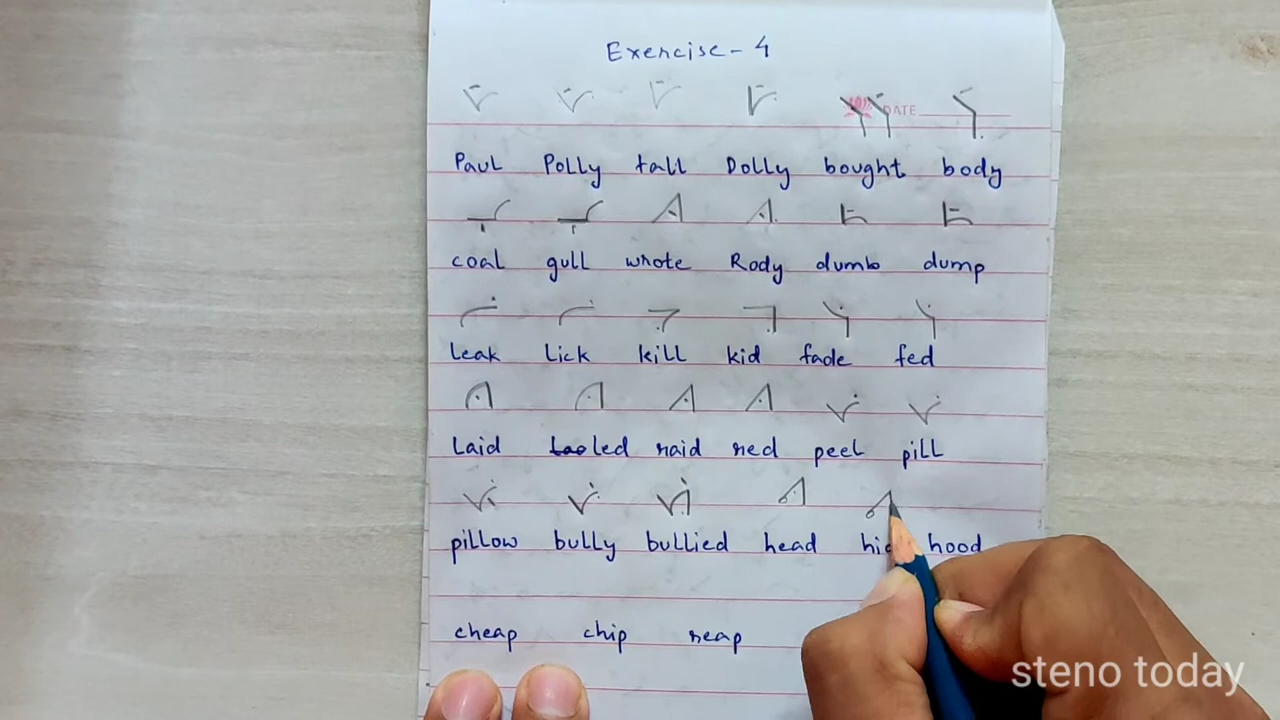 Exercise - 4
DATE
Paul Polly tall Dolly bought body
coal gull wrote Rody dumb dump
leak lick kill kid fade fed
laid led raid red peel pill
pillow bully bullied head hood
cheap chip reap
steno today